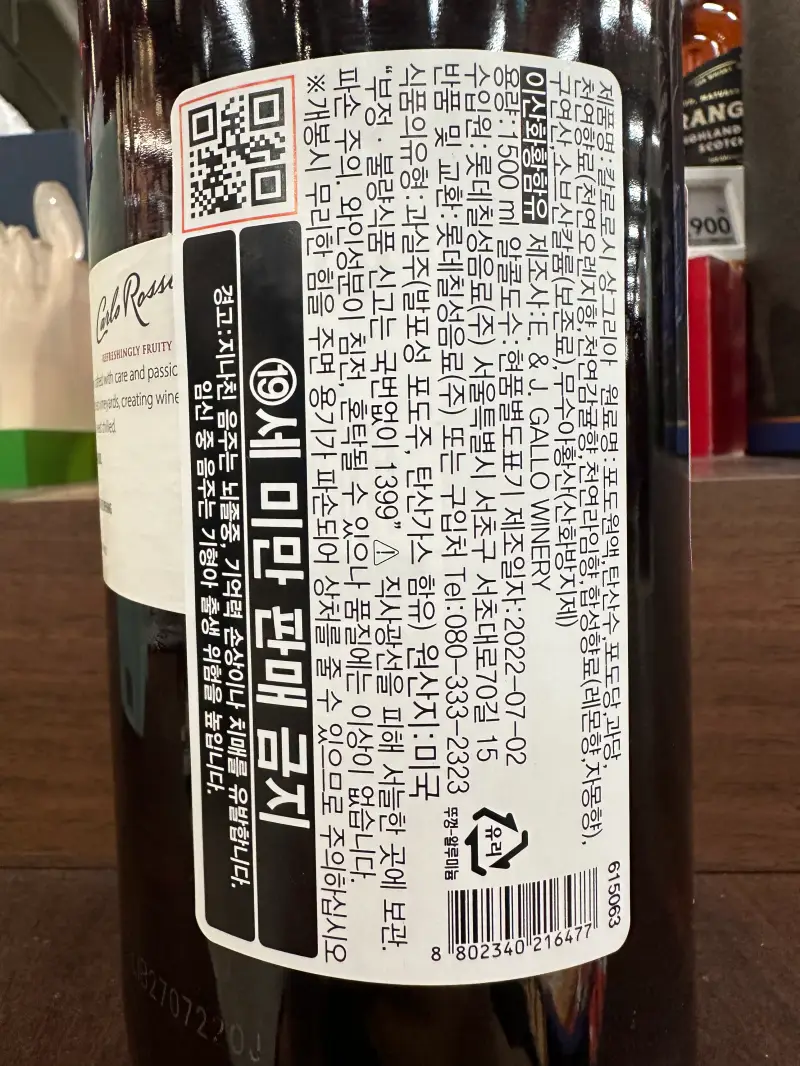 제품명:칼로로시 상그리아 원료명:포도원액,탄산수,포도당,과당,
천연향료(천연오렌지향,천연감귤향,천연라임향,합성향료(레몬향,자몽향),
구연산,소브산칼륨(보존료),무수아황산(산화방지제)
이산화황함유 제조사:E. & J. GALLO WINERY
용량:1500 ml 알콜도수:현품별도표기 제조일자:2022-07-02
수입원:롯데칠성음료(주) 서울특별시 서초구 서초대로70길 15
반품 및 교환:롯데칠성음료(주) 또는 구입처 Tel:080-333-2323
식품의유형:과실주(발포성 포도주, 탄산가스 함유) 원산지:미국
"부정·불량식품 신고는 국번없이 1399" ⚠ 직사광선을 피해 서늘한 곳에 보관.
파손 주의. 와인성분이 침전, 혼탁될 수 있으나 품질에는 이상이 없습니다.
※개봉시 무리한 힘을 주면 용기가 파손되어 상처를 줄 수 있으므로 주의하십시오
⑲세 미만 판매 금지
경고:지나친 음주는 뇌졸중, 기억력 손상이나 치매를 유발합니다.
임신 중 음주는 기형아 출생 위험을 높입니다.
유리
뚜껑-알루미늄
615063
8 802340 216477
Carlo Rossi
REFRESHINGLY FRUITY
with care and passio
vineyards, creating wine
chilled.
RANG
HIGHLAND
SCOTCH
900